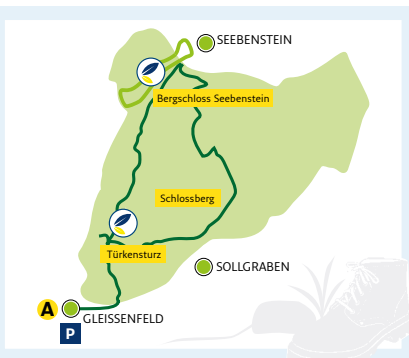 SEEBENSTEIN
Bergschloss Seebenstein
Schlossberg
Türkensturz
SOLLGRABEN
A
GLEISSENFELD
P